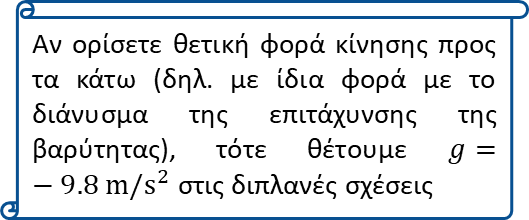 Αν ορίσετε θετική φορά κίνησης προς
τα κάτω (δηλ. με ίδια φορά με το
διάνυσμα της επιτάχυνσης της
βαρύτητας), τότε θέτουμε g =
− 9.8 m/s² στις διπλανές σχέσεις